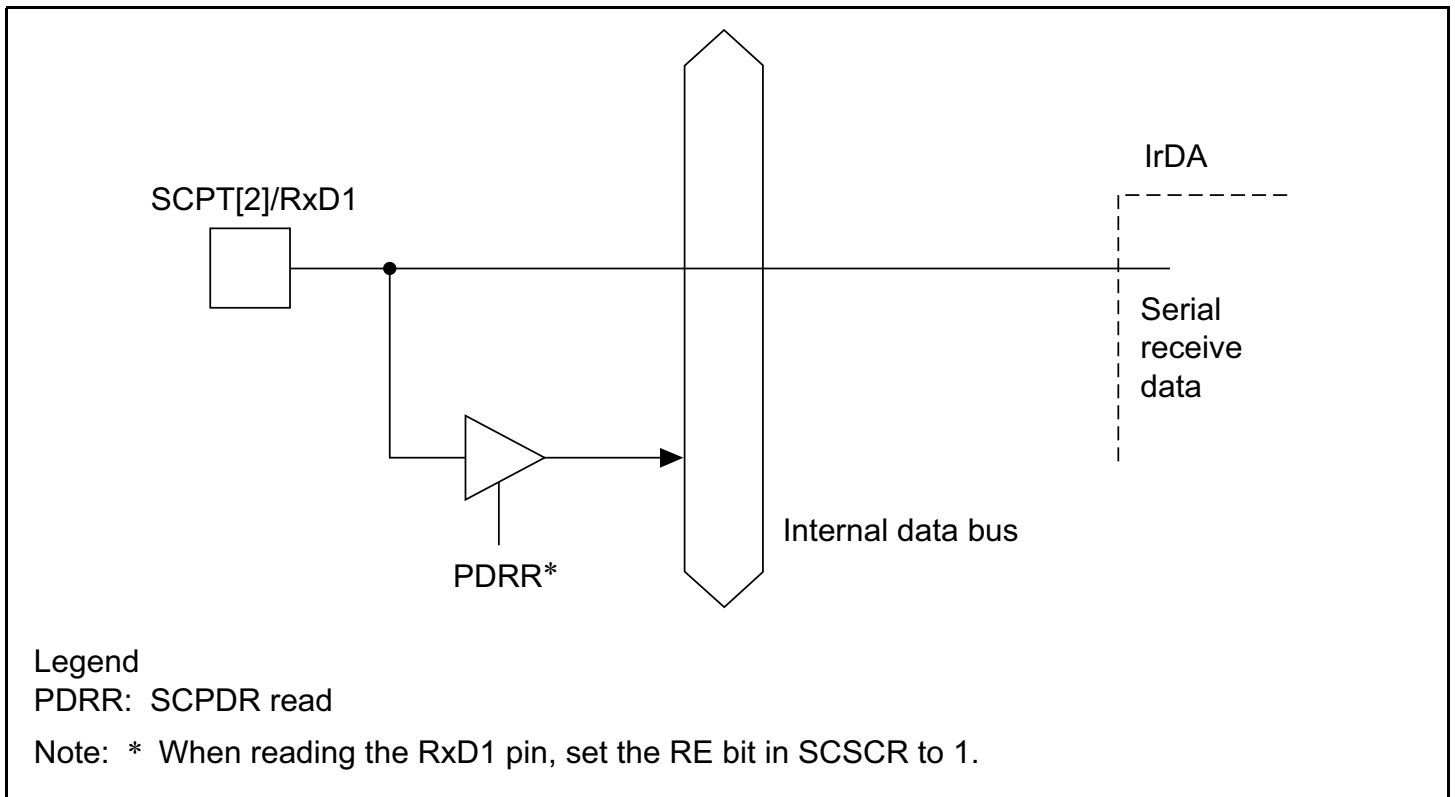 IrDA
SCPT[2]/RxD1
Serial
receive
data
Internal data bus
PDRR*
Legend
PDRR: SCPDR read
Note: * When reading the RxD1 pin, set the RE bit in SCSCR to 1.